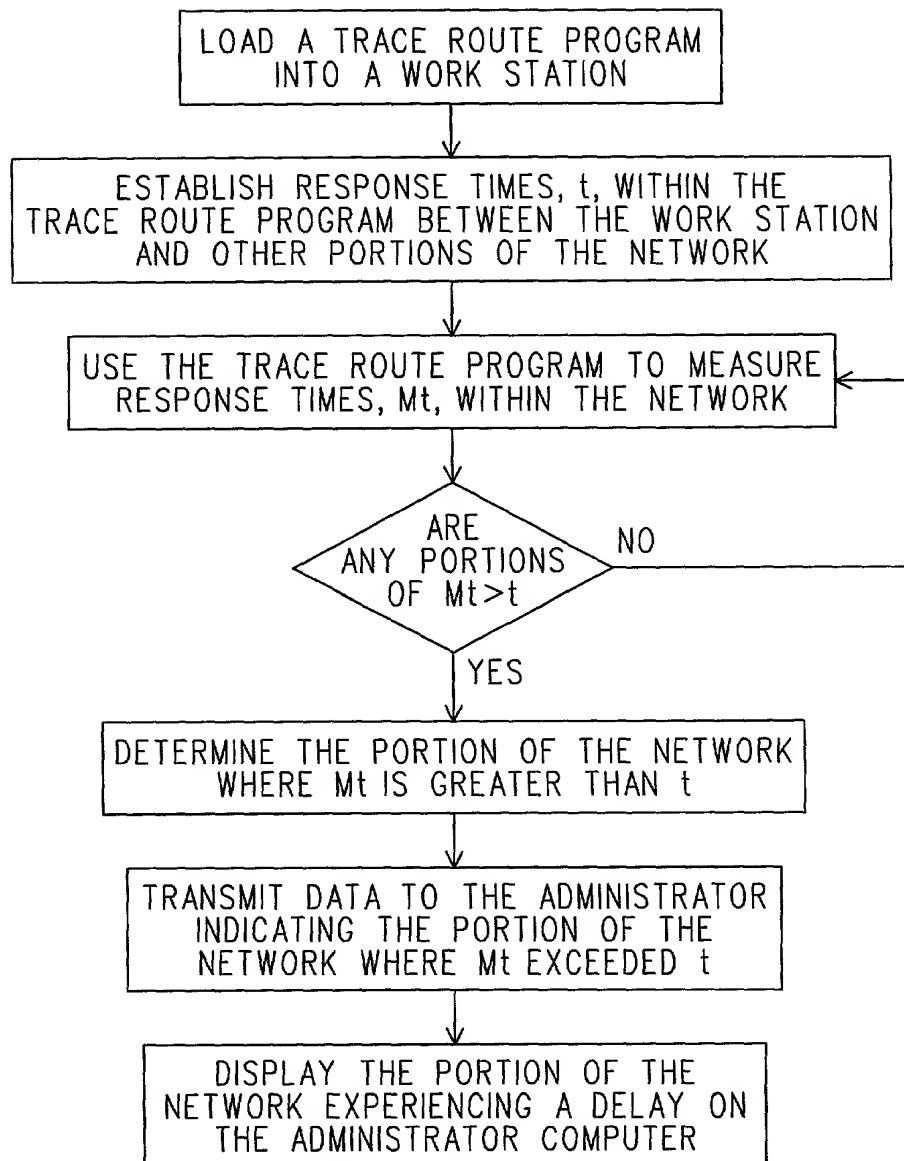 LOAD A TRACE ROUTE PROGRAM
INTO A WORK STATION
ESTABLISH RESPONSE TIMES, t, WITHIN THE
TRACE ROUTE PROGRAM BETWEEN THE WORK STATION
AND OTHER PORTIONS OF THE NETWORK
USE THE TRACE ROUTE PROGRAM TO MEASURE
RESPONSE TIMES, Mt, WITHIN THE NETWORK
ARE
ANY PORTIONS
OF Mt>t
NO
YES
DETERMINE THE PORTION OF THE NETWORK
WHERE Mt IS GREATER THAN t
TRANSMIT DATA TO THE ADMINISTRATOR
INDICATING THE PORTION OF THE
NETWORK WHERE Mt EXCEEDED t
DISPLAY THE PORTION OF THE
NETWORK EXPERIENCING A DELAY ON
THE ADMINISTRATOR COMPUTER